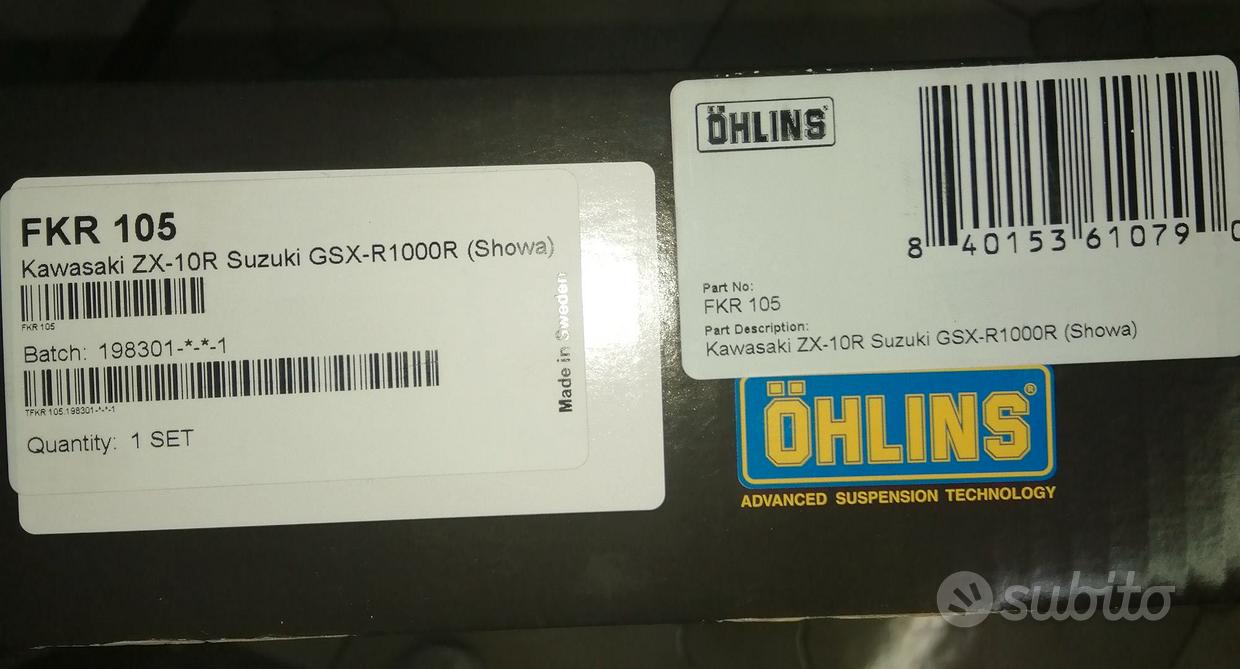 FKR 105
Kawasaki ZX-10R Suzuki GSX-R1000R (Showa)
FKR 105
Batch: 198301-*-*-1
TFKR 105.198301-*-*-1
Quantity: 1 SET
Made in Sweden
ÖHLINS
8 40153 61079 0
Part No:
FKR 105
Part Description:
Kawasaki ZX-10R Suzuki GSX-R1000R (Showa)
ÖHLINS®
ADVANCED SUSPENSION TECHNOLOGY
subito